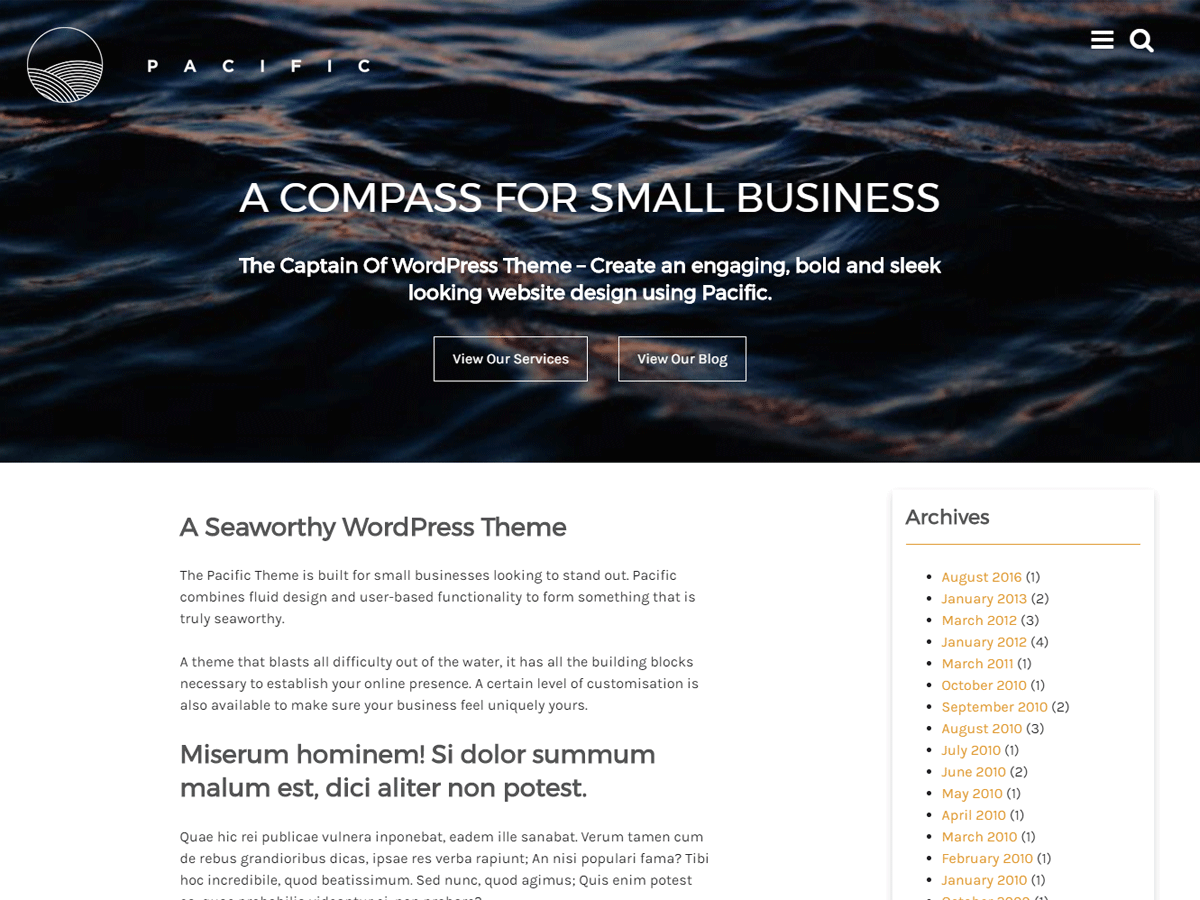 P A C I F I C
A COMPASS FOR SMALL BUSINESS
The Captain Of WordPress Theme – Create an engaging, bold and sleek
looking website design using Pacific.
View Our Services
View Our Blog
A Seaworthy WordPress Theme
The Pacific Theme is built for small businesses looking to stand out. Pacific
combines fluid design and user-based functionality to form something that is
truly seaworthy.
A theme that blasts all difficulty out of the water, it has all the building blocks
necessary to establish your online presence. A certain level of customisation is
also available to make sure your business feel uniquely yours.
Miserum hominem! Si dolor summum
malum est, dici aliter non potest.
Quae hic rei publicae vulnera inponebat, eadem ille sanabat. Verum tamen cum
de rebus grandioribus dicas, ipsae res verba rapiunt; An nisi populari fama? Tibi
hoc incredibile, quod beatissimum. Sed nunc, quod agimus; Quis enim potest
Archives
August 2016 (1)
January 2013 (2)
March 2012 (3)
January 2012 (4)
March 2011 (1)
October 2010 (1)
September 2010 (2)
August 2010 (3)
July 2010 (1)
June 2010 (2)
May 2010 (1)
April 2010 (1)
March 2010 (1)
February 2010 (1)
January 2010 (1)